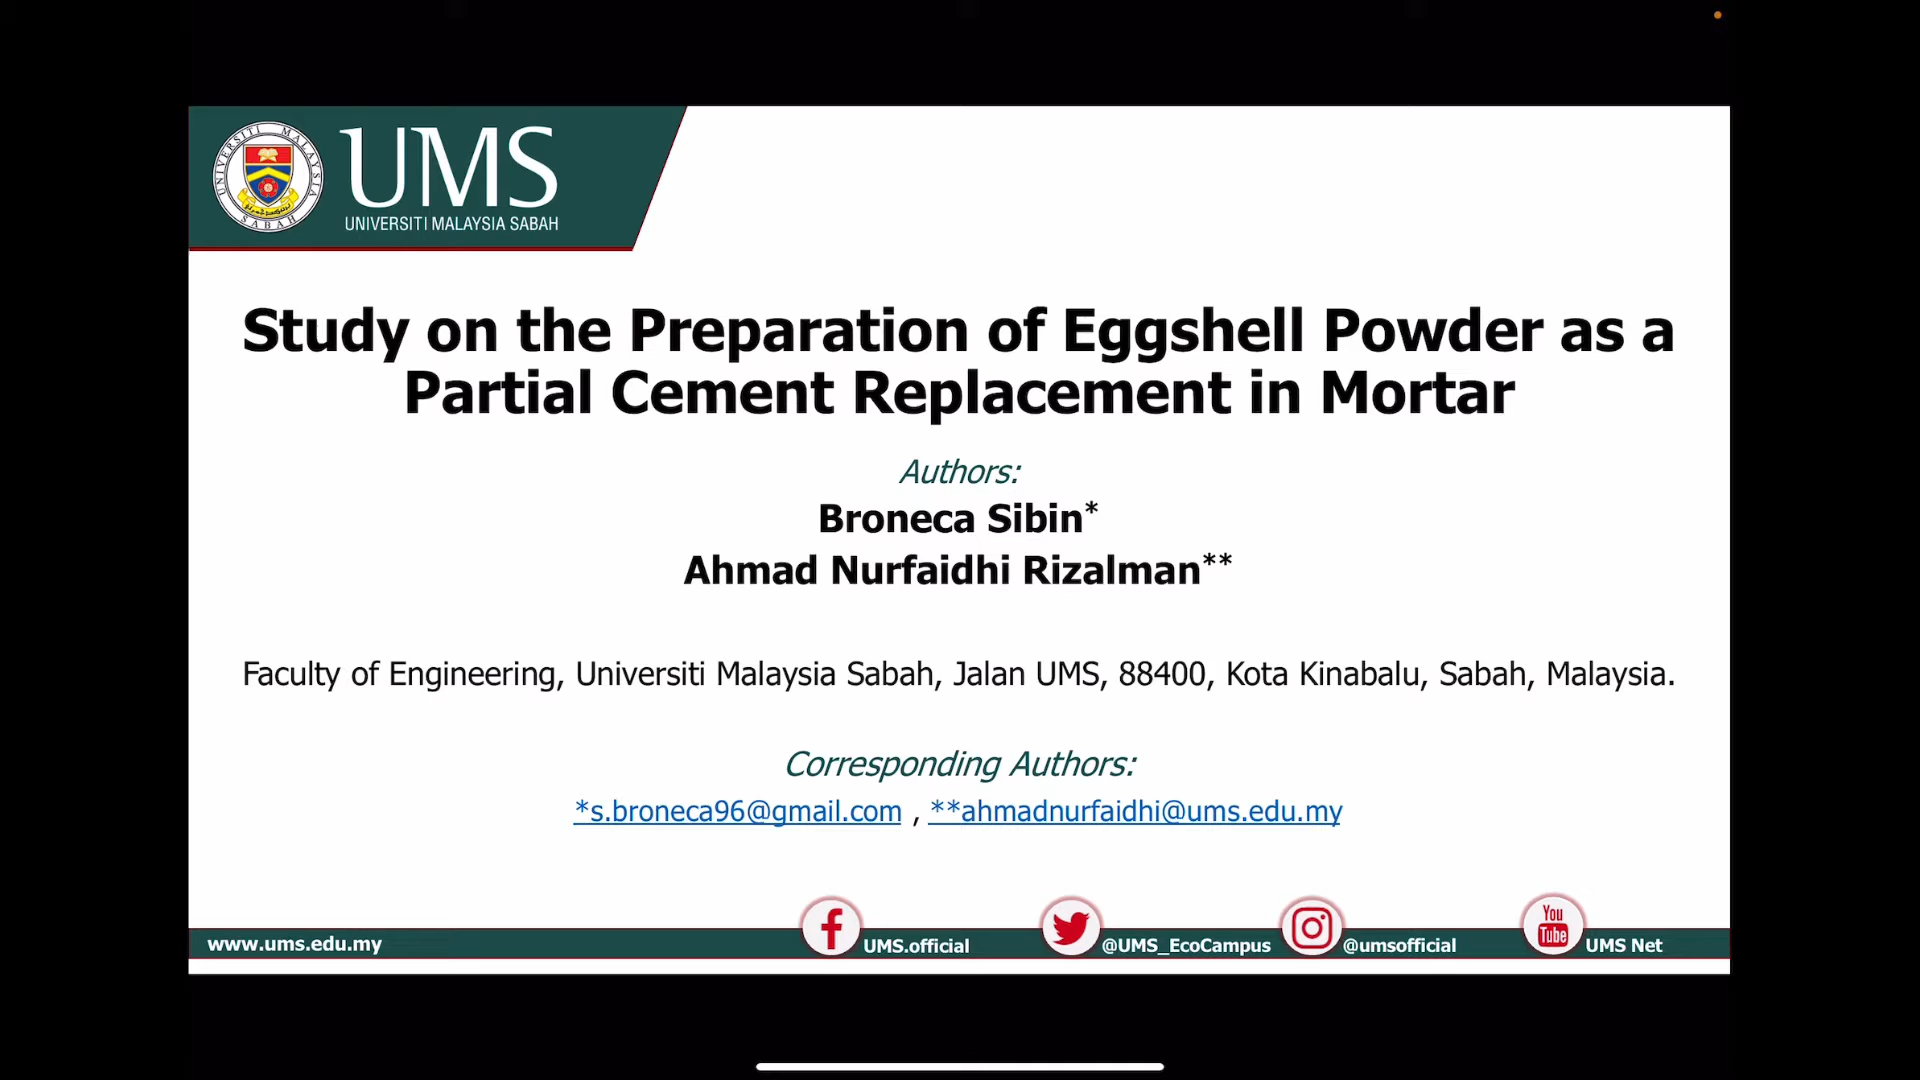 UNIVERSITI MALAYSIA
SABAH
UMS
UNIVERSITI MALAYSIA SABAH
Study on the Preparation of Eggshell Powder as a
Partial Cement Replacement in Mortar
Authors:
Broneca Sibin*
Ahmad Nurfaidhi Rizalman**
Faculty of Engineering, Universiti Malaysia Sabah, Jalan UMS, 88400, Kota Kinabalu, Sabah, Malaysia.
Corresponding Authors:
*s.broneca96@gmail.com , **ahmadnurfaidhi@ums.edu.my
www.ums.edu.my
UMS.official
@UMS_EcoCampus
@umsofficial
You
Tube
UMS Net